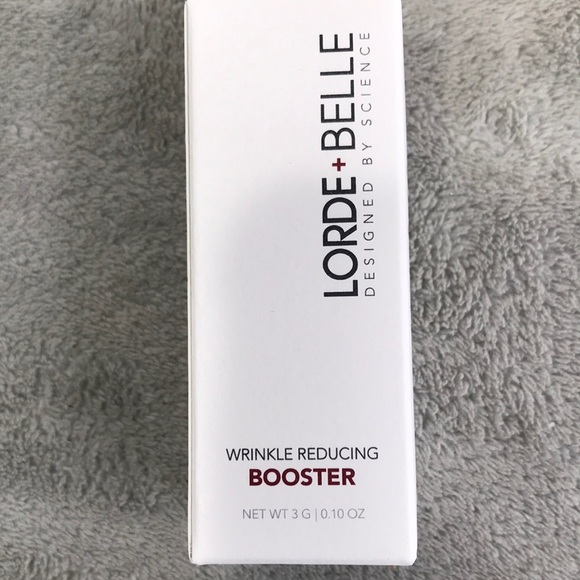 LORDE+BELLE
DESIGNED BY SCIENCE
WRINKLE REDUCING
BOOSTER
NET WT 3 G | 0.10 OZ